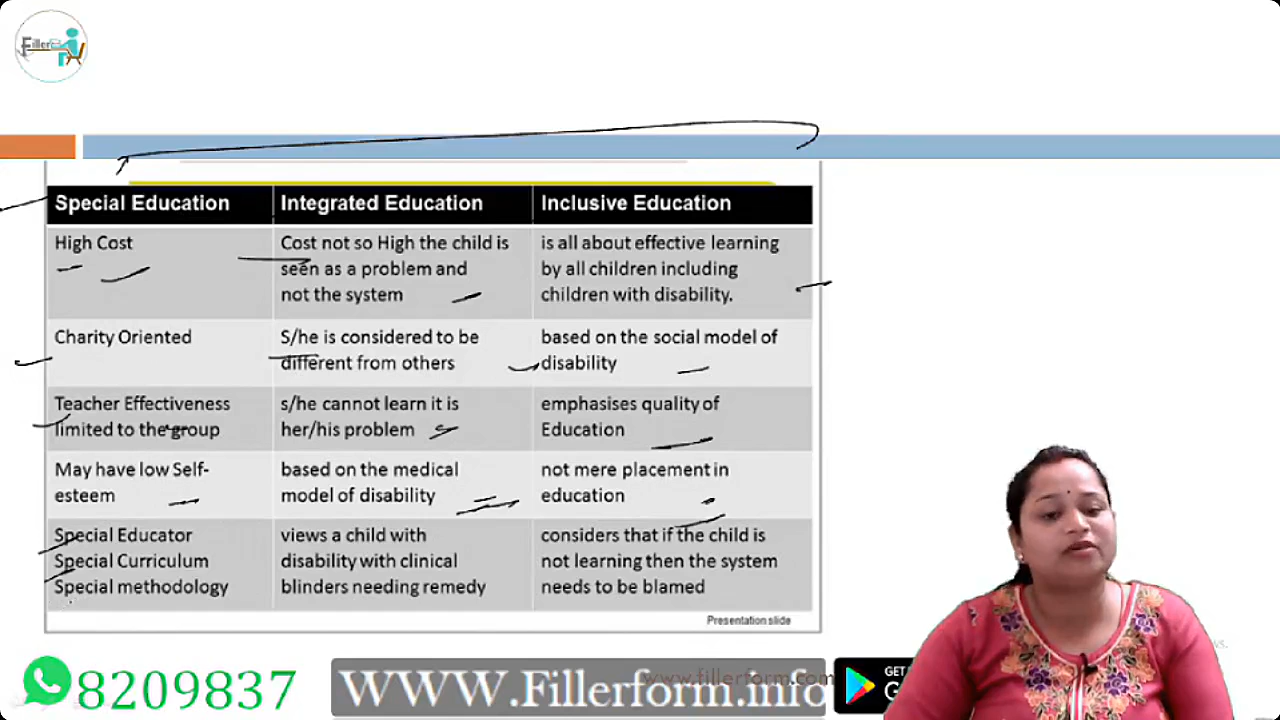 Fillerform
Special Education
Integrated Education
Inclusive Education
High Cost
Cost not so High the child is
seen as a problem and
not the system
is all about effective learning
by all children including
children with disability.
Charity Oriented
S/he is considered to be
different from others
based on the social model of
disability
Teacher Effectiveness
limited to the group
s/he cannot learn it is
her/his problem
emphasises quality of
Education
May have low Self-
esteem
based on the medical
model of disability
not mere placement in
education
Special Educator
Special Curriculum
Special methodology
views a child with
disability with clinical
blinders needing remedy
considers that if the child is
not learning then the system
needs to be blamed
Presentation slide
8209837
WWW.Fillerform.info
www.fillerform.com
GET
G